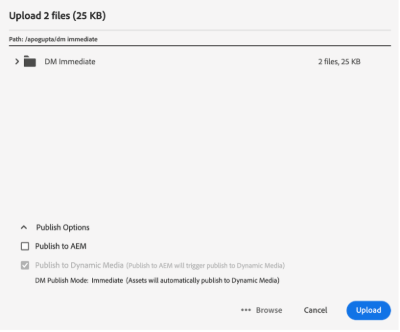 Upload 2 files (25 KB)
Path: /apogupta/dm immediate
DM Immediate 2 files, 25 KB
Publish Options
Publish to AEM
Publish to Dynamic Media (Publish to AEM will trigger publish to Dynamic Media)
DM Publish Mode: Immediate (Assets will automatically publish to Dynamic Media)
••• Browse Cancel Upload